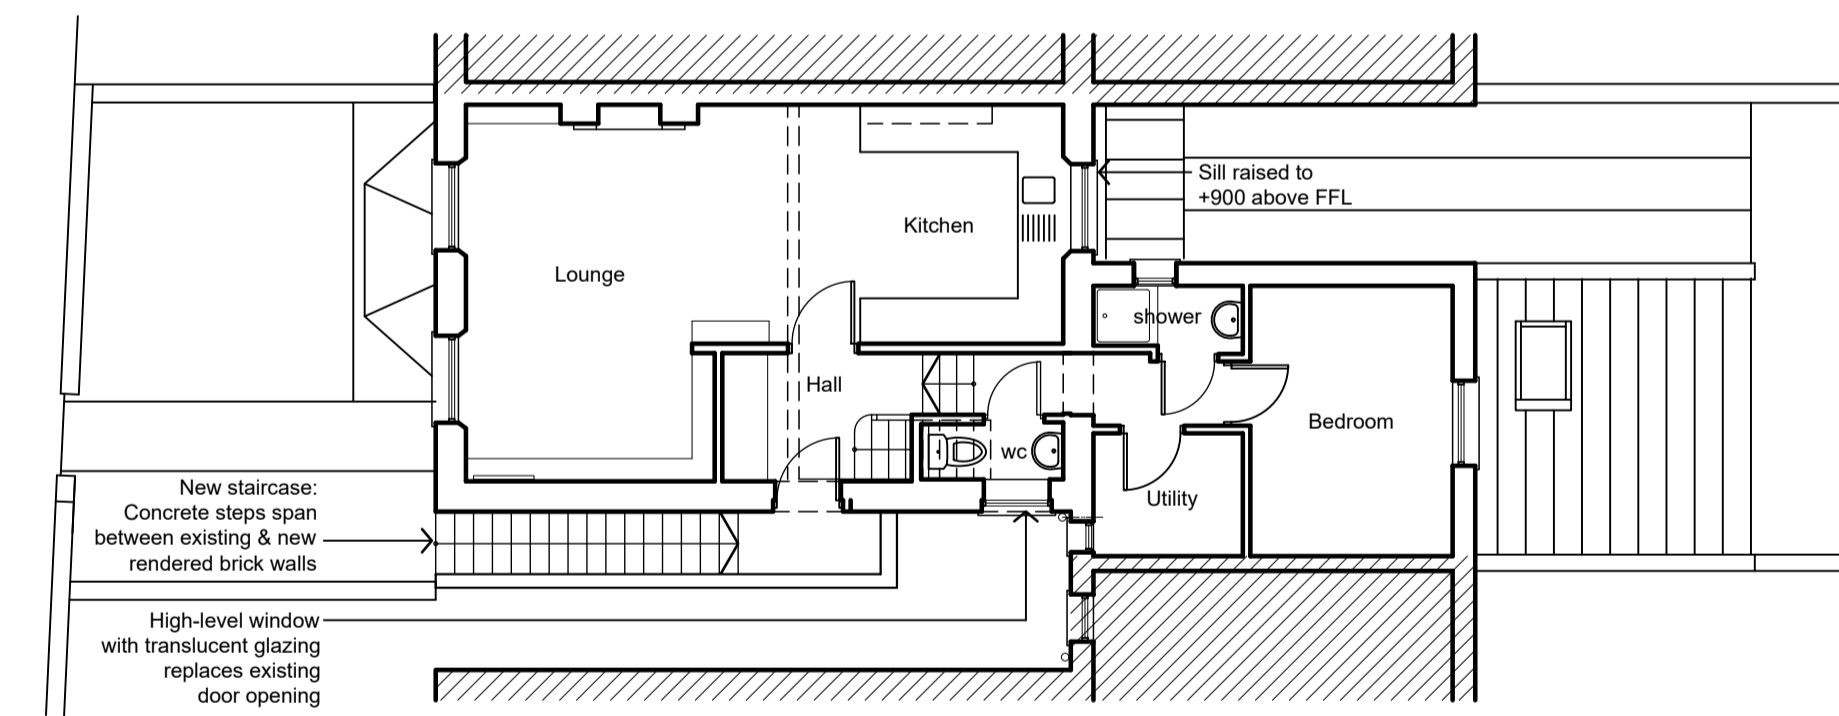 Sill raised to
+900 above FFL
Kitchen
Lounge
shower
Hall
Bedroom
wc
Utility
New staircase:
Concrete steps span
between existing & new
rendered brick walls
High-level window
with translucent glazing
replaces existing
door opening